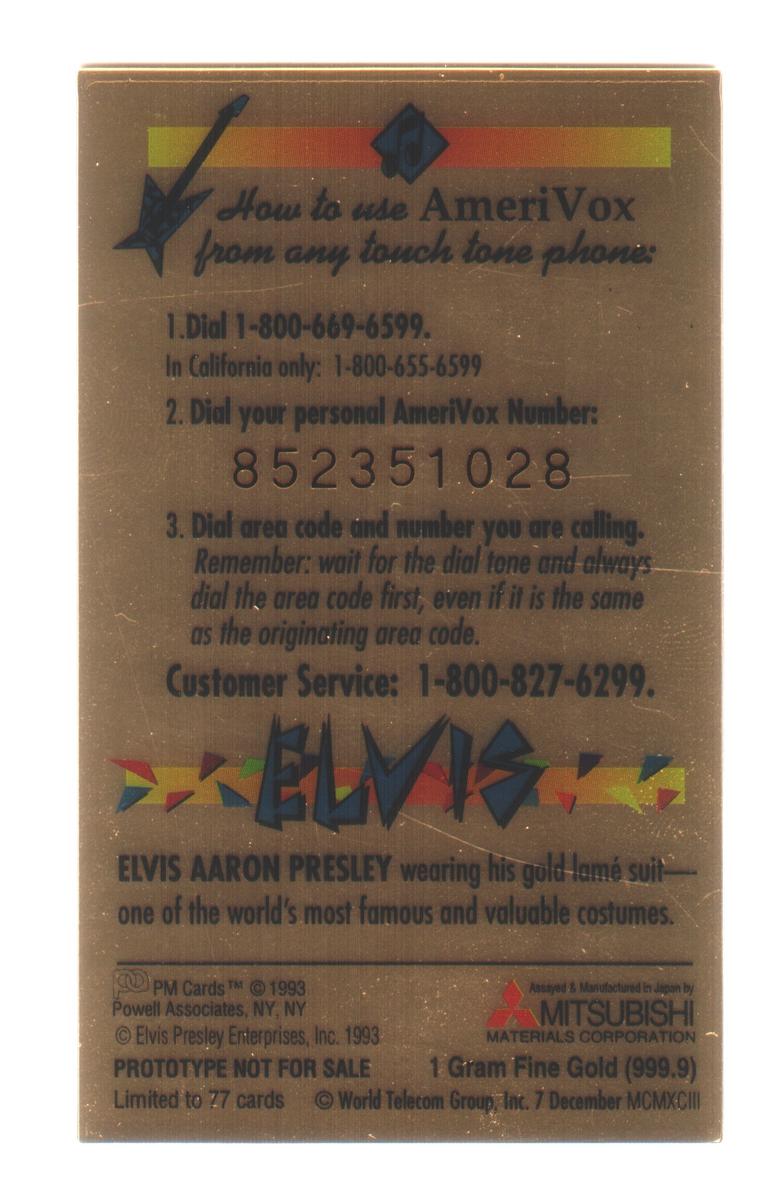 How to use AmeriVox
from any touch tone phone:
1.Dial 1-800-669-6599.
In California only: 1-800-655-6599
2. Dial your personal AmeriVox Number:
852351028
3. Dial area code and number you are calling.
Remember: wait for the dial tone and always
dial the area code first, even if it is the same
as the originating area code.
Customer Service: 1-800-827-6299.
ELVIS
ELVIS AARON PRESLEY wearing his gold lamé suit—
one of the world's most famous and valuable costumes.
PM Cards™ © 1993
Powell Associates, NY, NY
© Elvis Presley Enterprises, Inc. 1993
Assayed & Manufactured in Japan by
MITSUBISHI
MATERIALS CORPORATION
PROTOTYPE NOT FOR SALE 1 Gram Fine Gold (999.9)
Limited to 77 cards © World Telecom Group, Inc. 7 December MCMXCIII